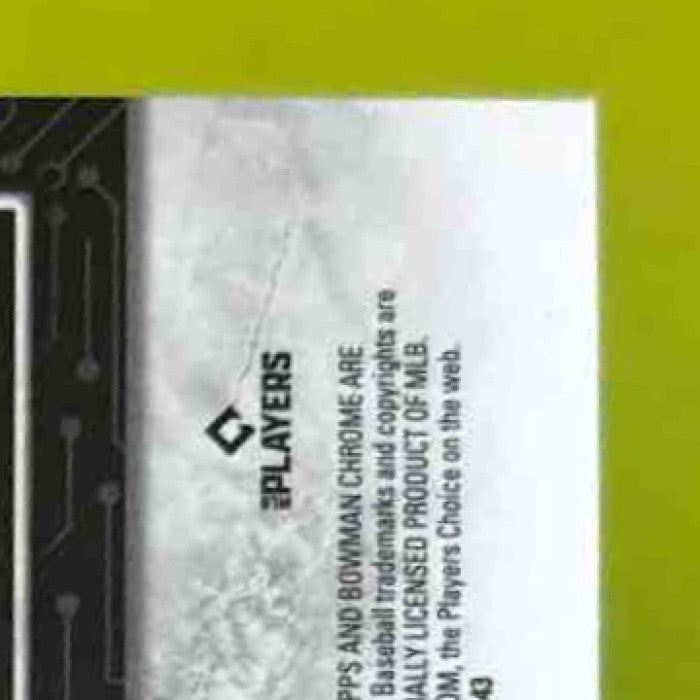 PLAYERS
PPS AND BOWMAN CHROME ARE
Baseball trademarks and copyrights are
ALLY LICENSED PRODUCT OF MLB
OM, the Players Choice on the web.
43